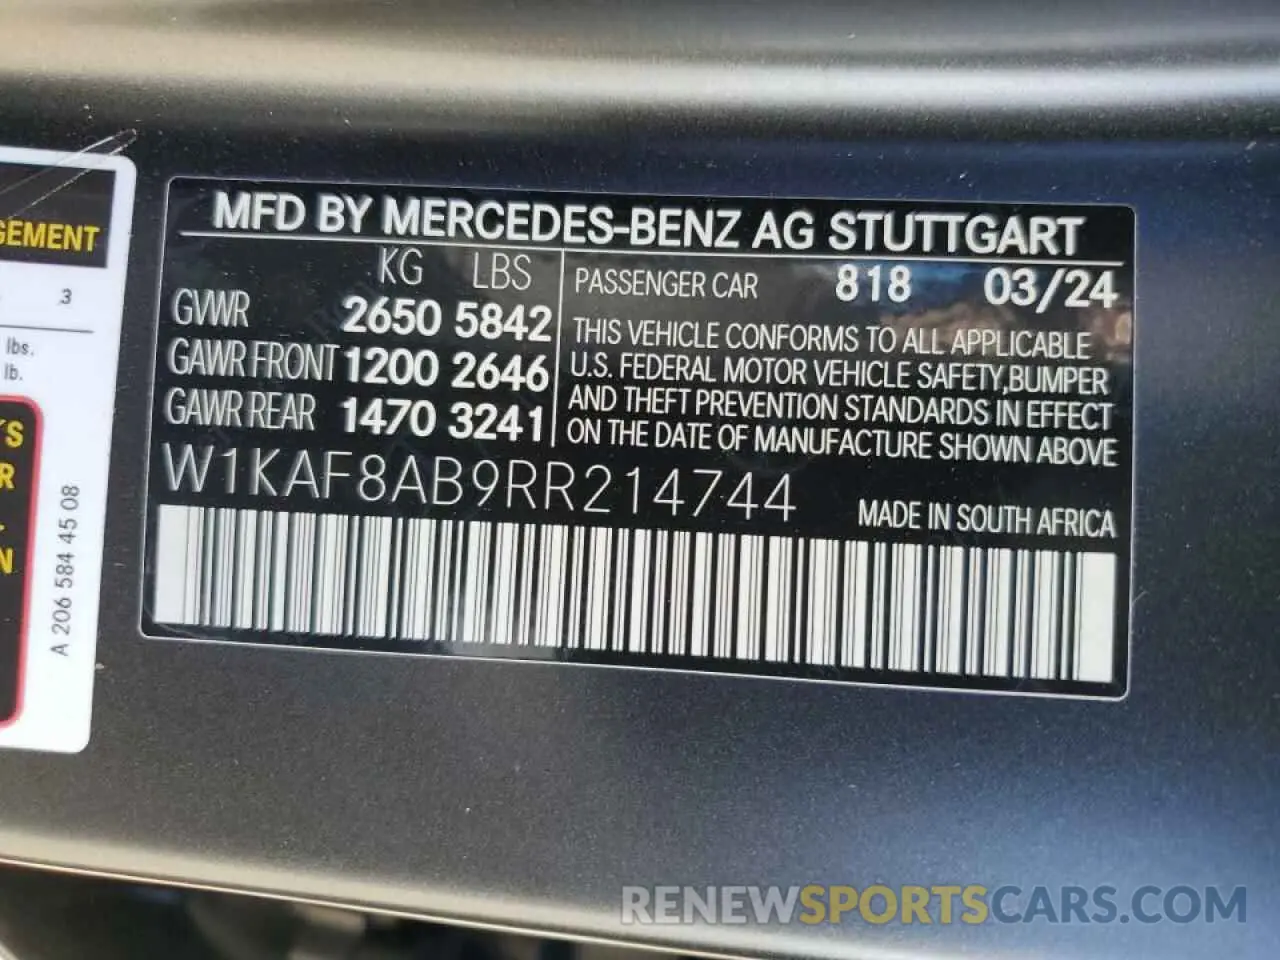 GEMENT
3
lbs.
lb.
'S
R
N
A 206 584 45 08
MFD BY MERCEDES-BENZ AG STUTTGART
KG LBS
GVWR 2650 5842
GAWR FRONT 1200 2646
GAWR REAR 1470 3241
PASSENGER CAR 818 03/24
THIS VEHICLE CONFORMS TO ALL APPLICABLE
U.S. FEDERAL MOTOR VEHICLE SAFETY,BUMPER
AND THEFT PREVENTION STANDARDS IN EFFECT
ON THE DATE OF MANUFACTURE SHOWN ABOVE
W1KAF8AB9RR214744
MADE IN SOUTH AFRICA
RENEWSPORTSCARS.COM